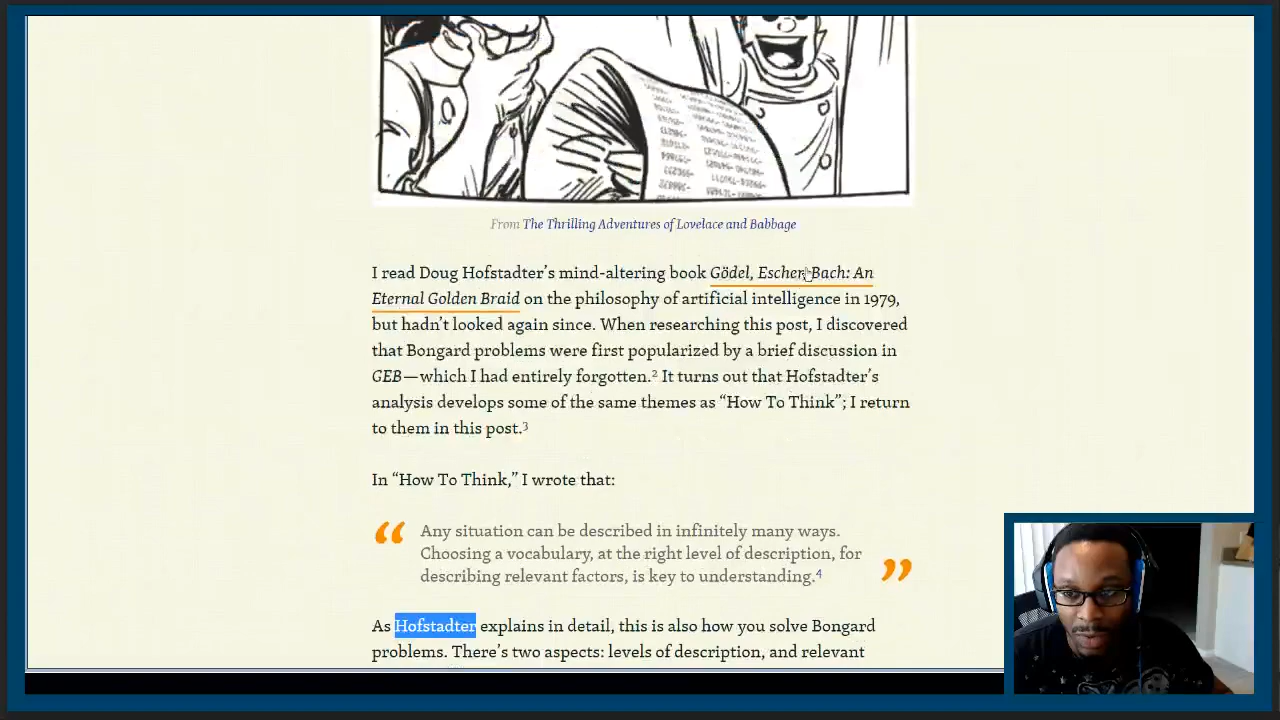 From The Thrilling Adventures of Lovelace and Babbage
I read Doug Hofstadter’s mind-altering book Gödel, Escher, Bach: An
Eternal Golden Braid on the philosophy of artificial intelligence in 1979,
but hadn’t looked again since. When researching this post, I discovered
that Bongard problems were first popularized by a brief discussion in
GEB—which I had entirely forgotten.² It turns out that Hofstadter’s
analysis develops some of the same themes as “How To Think”; I return
to them in this post.³
In “How To Think,” I wrote that:
“ Any situation can be described in infinitely many ways.
Choosing a vocabulary, at the right level of description, for
describing relevant factors, is key to understanding.⁴ ”
As Hofstadter explains in detail, this is also how you solve Bongard
problems. There’s two aspects: levels of description, and relevant